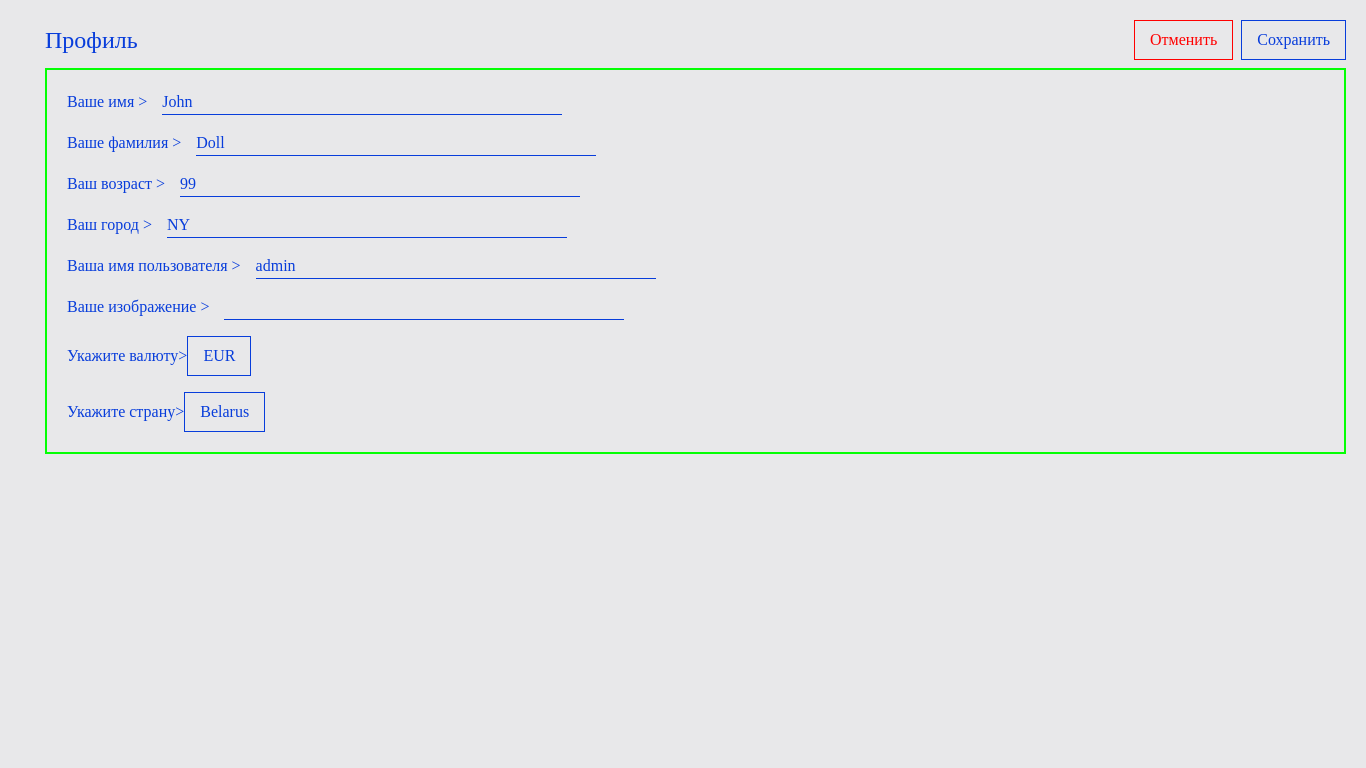 Профиль
Отменить
Сохранить
Ваше имя > John
Ваше фамилия > Doll
Ваш возраст > 99
Ваш город > NY
Ваша имя пользователя > admin
Ваше изображение >
Укажите валюту> EUR
Укажите страну> Belarus